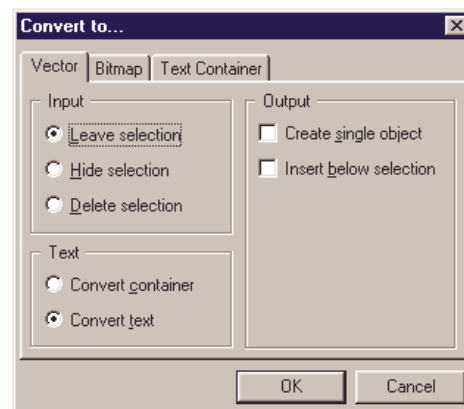 Convert to...
Vector
Bitmap
Text Container
Input
Leave selection
Hide selection
Delete selection
Text
Convert container
Convert text
Output
Create single object
Insert below selection
OK
Cancel